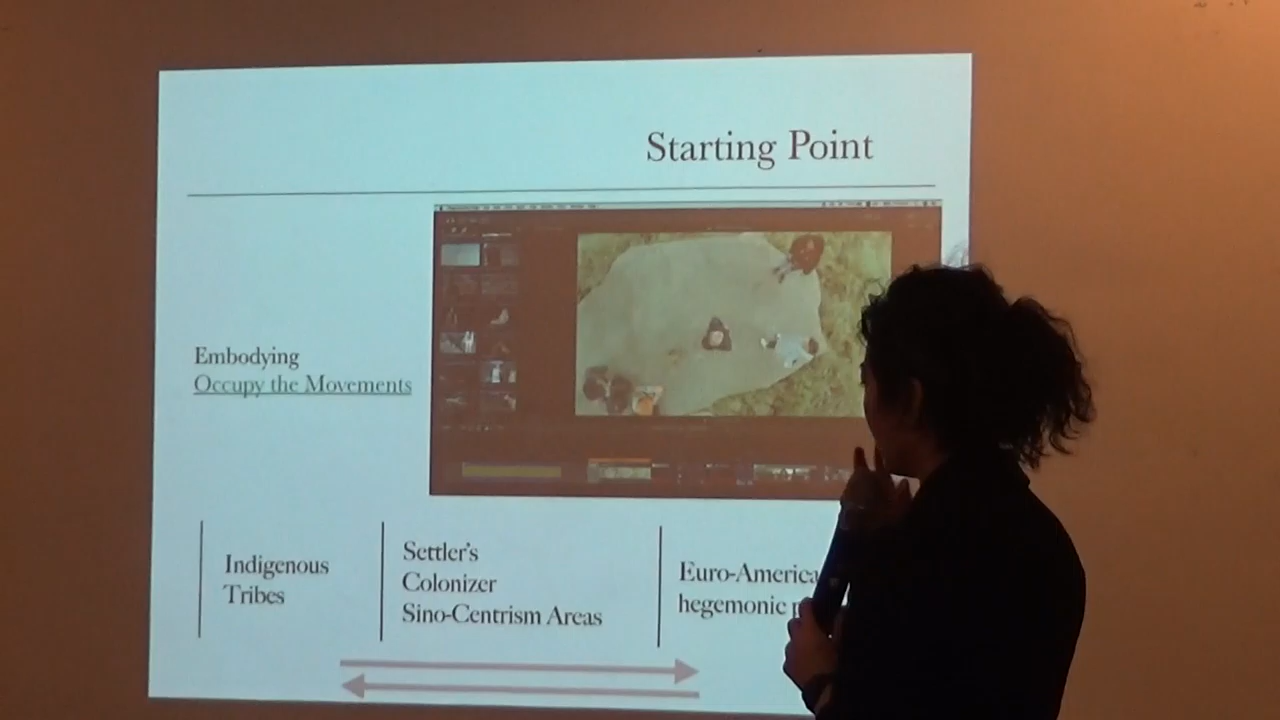 Starting Point
Embodying
Occupy the Movements
Indigenous
Tribes
Settler's
Colonizer
Sino-Centrism Areas
Euro-America
hegemonic